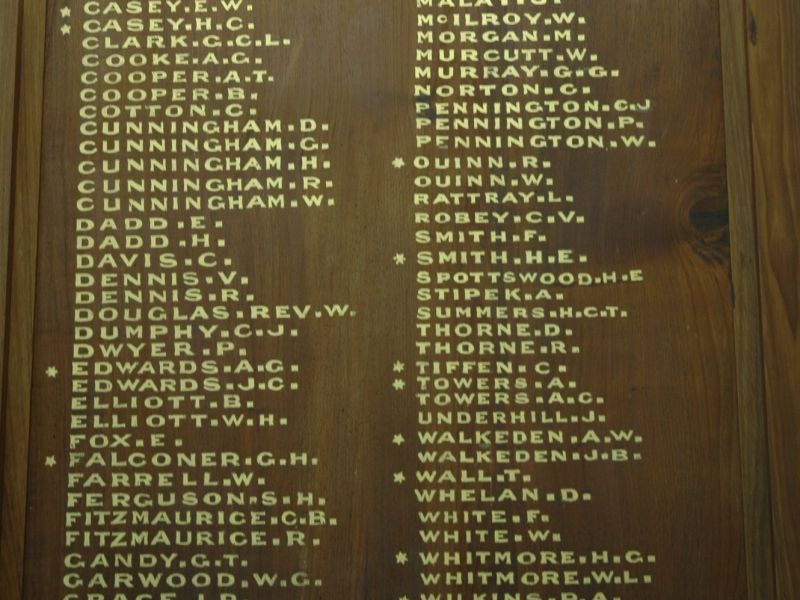 * CASEY.E.W.
* CASEY.H.C.
CLARK.G.C.L.
COOKE.A.G.
COOPER.A.T.
COOPER.B.
COTTON.C.
CUNNINGHAM.D.
CUNNINGHAM.G.
CUNNINGHAM.H.
CUNNINGHAM.R.
CUNNINGHAM.W.
DADD.E.
DADD.H.
DAVIS.C.
DENNIS.V.
DENNIS.R.
DOUGLAS.REV.W.
DUMPHY.C.J.
DWYER.P.
* EDWARDS.A.G.
EDWARDS.J.C.
ELLIOTT.B.
ELLIOTT.W.H.
FOX.E.
* FALCONER.G.H.
FARRELL.W.
FERGUSON.S.H.
FITZMAURICE.C.B.
FITZMAURICE.R.
GANDY.G.T.
GARWOOD.W.G.
McILROY.W.
MORGAN.M.
MURCUTT.W.
MURRAY.G.G.
NORTON.C.
PENNINGTON.C.J
PENNINGTON.P.
PENNINGTON.W.
* QUINN.R.
QUINN.W.
RATTRAY.L.
ROBEY.C.V.
SMITH.F.
* SMITH.H.E.
SPOTTSWOOD.H.E
STIPEK.A.
SUMMERS.H.C.T.
THORNE.D.
THORNE.R.
* TIFFEN.C.
* TOWERS.A.
TOWERS.A.C.
UNDERHILL.J.
* WALKEDEN.A.W.
WALKEDEN.J.B.
* WALL.T.
WHELAN.D.
WHITE.F.
WHITE.W.
* WHITMORE.H.G.
WHITMORE.W.L.
* WILKINS